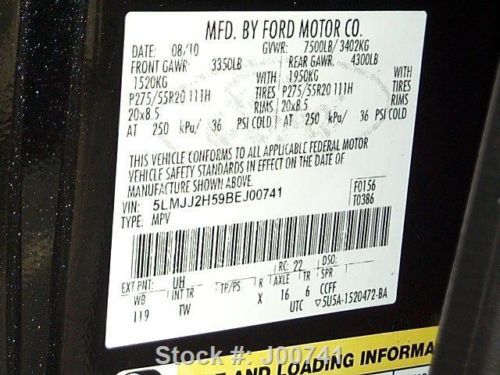 MFD. BY FORD MOTOR CO.
DATE: 08/10 GVWR: 7500LB/ 3402KG
FRONT GAWR: 3350LB REAR GAWR: 4300LB
1520KG WITH 1950KG WITH
P275/55R20 111H TIRES P275/55R20 111H TIRES
20x8.5 RIMS 20x8.5 RIMS
AT 250 kPa/ 36 PSI COLD AT 250 kPa/ 36 PSI COLD
THIS VEHICLE CONFORMS TO ALL APPLICABLE FEDERAL MOTOR
VEHICLE SAFETY STANDARDS IN EFFECT ON THE DATE OF
MANUFACTURE SHOWN ABOVE.
VIN: 5LMJJ2H59BEJ00741 F0156
TYPE: MPV T0386
EXT PNT: UH RC: 22 DSO:
WB INT TR TP/PS R AXLE TR SPR
119 TW X 16 6 CCFF
UTC ▽5U5A-1520472-BA
Stock #: J00741
E AND LOADING INFORMA